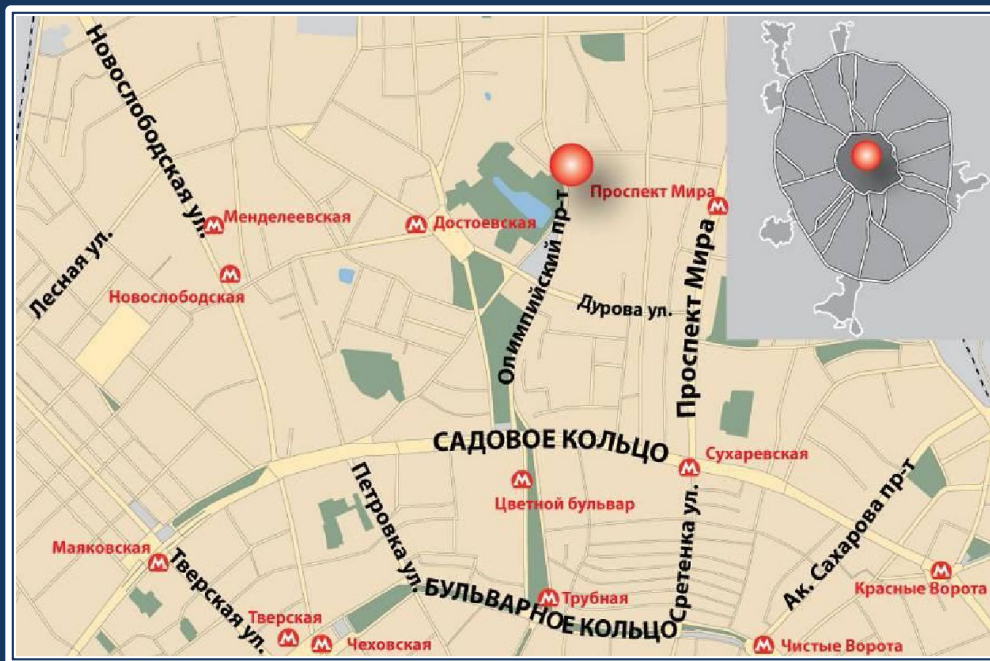 Новослободская ул.
Проспект Мира
Менделеевская
Достоевская
Лесная ул.
Новослободская
Олимпийский пр-т
Дурова ул.
Проспект Мира
САДОВОЕ КОЛЬЦО
Сухаревская
Цветной бульвар
Петровка ул.
Сретенка ул.
Ак. Сахарова пр-т
Маяковская
Тверская ул.
БУЛЬВАРНОЕ КОЛЬЦО
Трубная
Красные Ворота
Тверская
Чеховская
Чистые Ворота